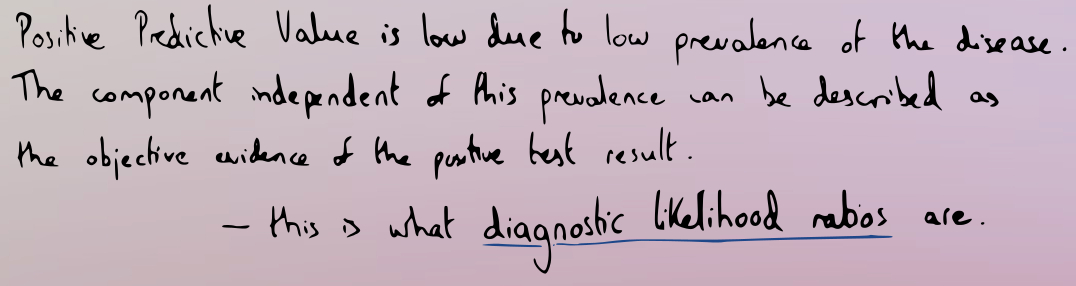 Positive Predictive Value is low due to low prevalence of the disease.
The component independent of this prevalence can be described as
the objective evidence of the positive test result.
– this is what diagnostic likelihood ratios are.